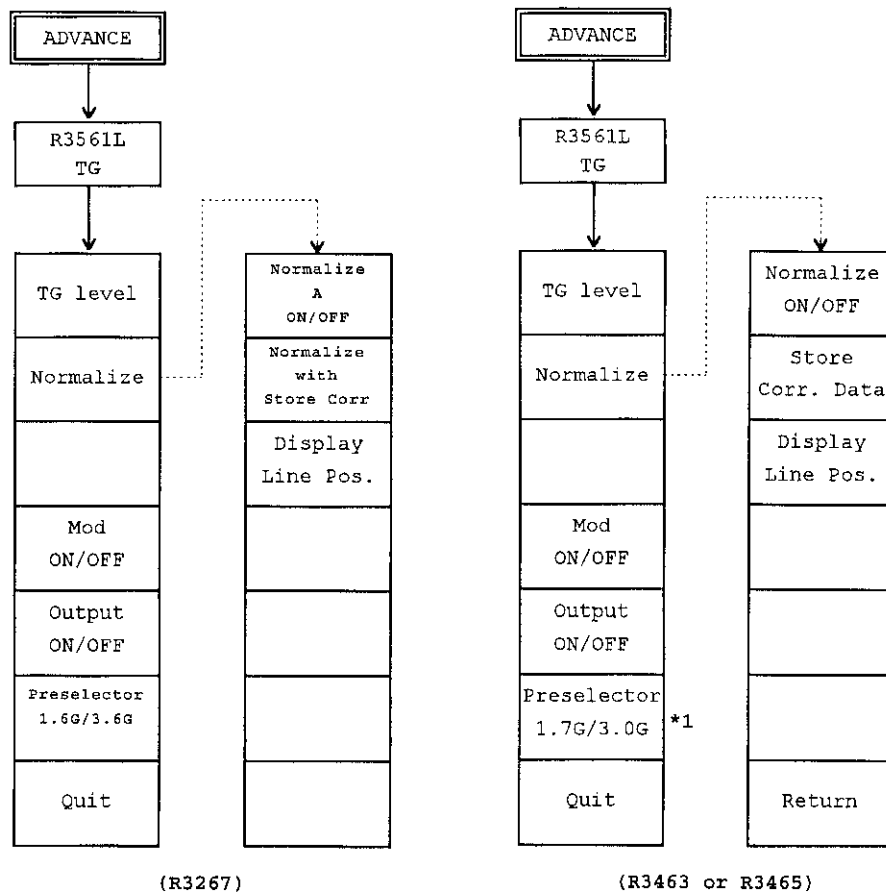 ADVANCE
R3561L
TG
TG level
Normalize
Mod
ON/OFF
Output
ON/OFF
Preselector
1.6G/3.6G
Quit
Normalize
A
ON/OFF
Normalize
with
Store Corr
Display
Line Pos.
(R3267)
ADVANCE
R3561L
TG
TG level
Normalize
Mod
ON/OFF
Output
ON/OFF
Preselector
1.7G/3.0G
*1
Quit
Normalize
ON/OFF
Store
Corr. Data
Display
Line Pos.
Return
(R3463 or R3465)